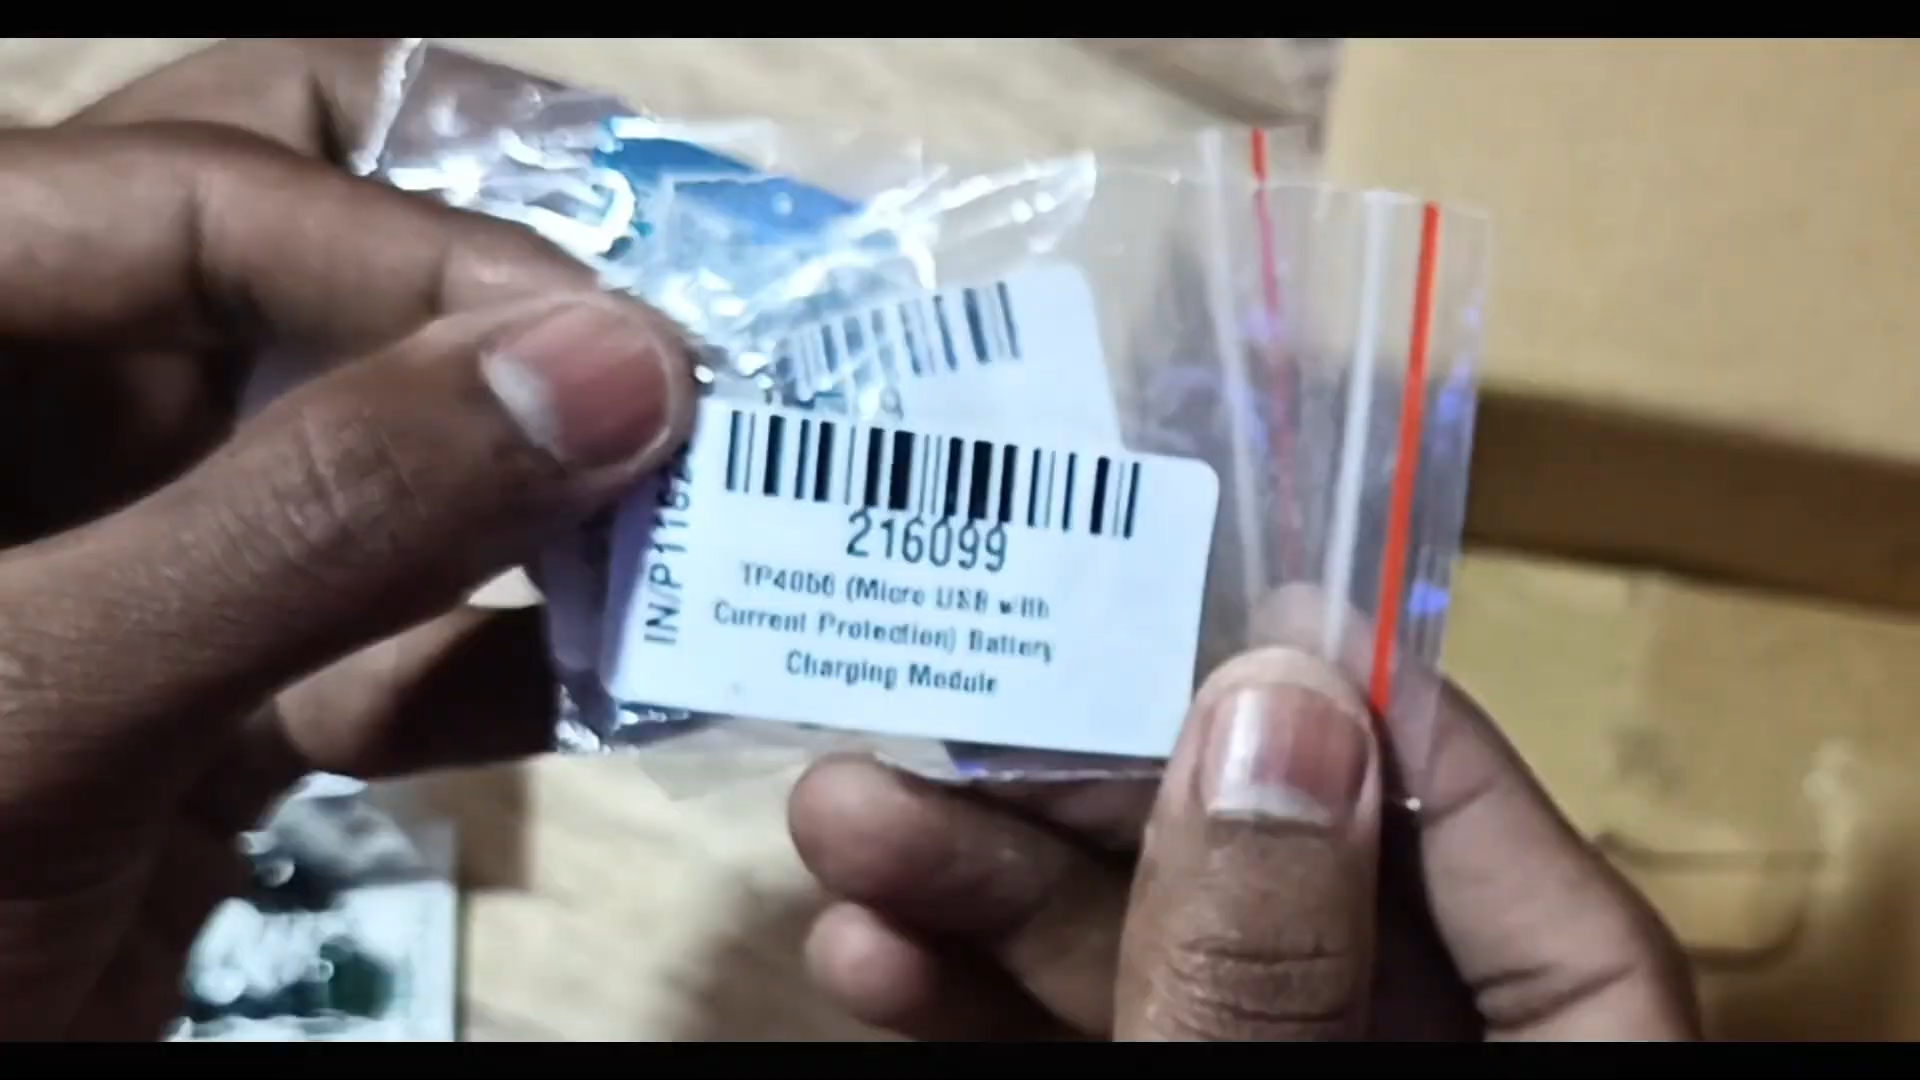 216099
TP4056 (Micro USB with
Current Protection) Battery
Charging Module